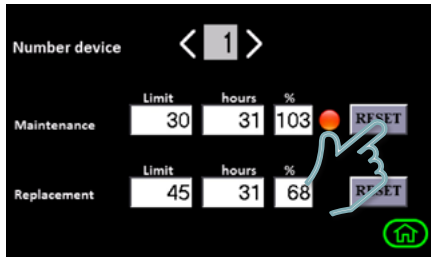 Number device < 1 >
Limit hours %
Maintenance 30 31 103 RESET
Limit hours %
Replacement 45 31 68 RESET